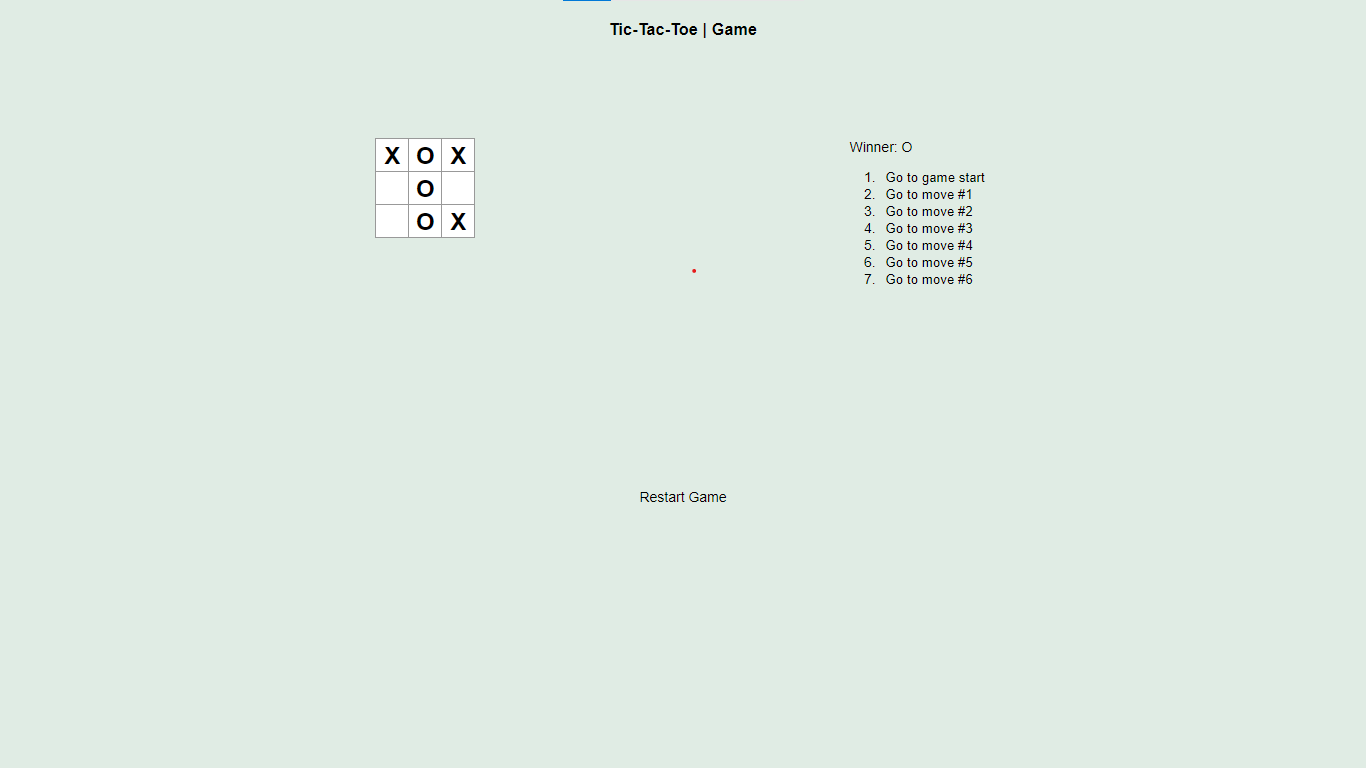 Tic-Tac-Toe | Game
X O X
O
O X
Winner: O
1. Go to game start
2. Go to move #1
3. Go to move #2
4. Go to move #3
5. Go to move #4
6. Go to move #5
7. Go to move #6
Restart Game